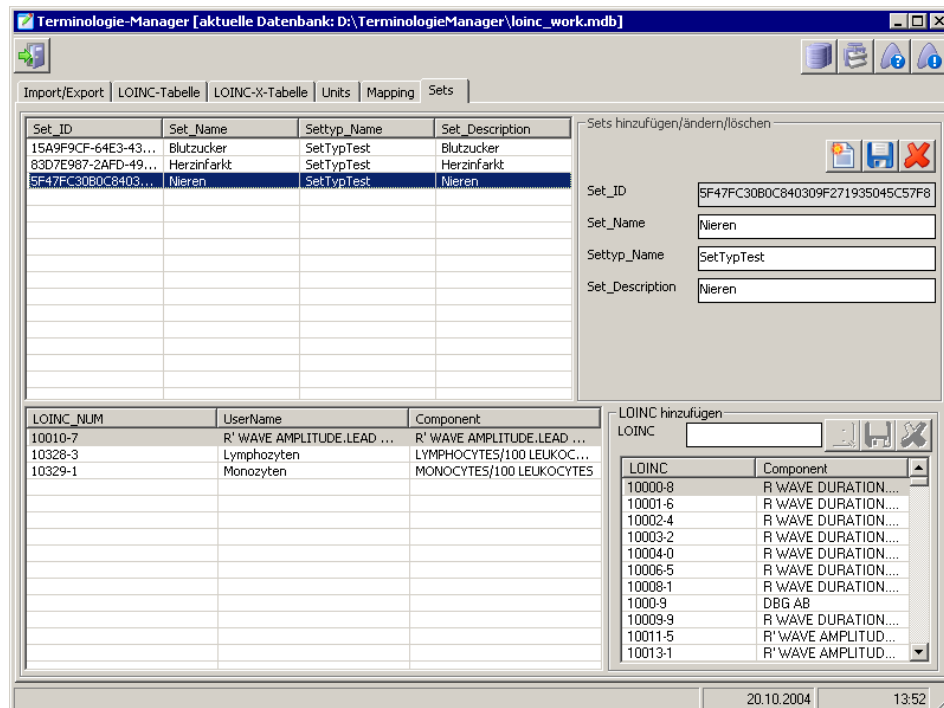 Terminologie-Manager [aktuelle Datenbank: D:\TerminologieManager\loinc_work.mdb]
Import/Export LOINC-Tabelle LOINC-X-Tabelle Units Mapping Sets
Set_ID Set_Name Settyp_Name Set_Description
15A9F9CF-64E3-43... Blutzucker SetTypTest Blutzucker
83D7E987-2AFD-49... Herzinfarkt SetTypTest Herzinfarkt
5F47FC30B0C8403... Nieren SetTypTest Nieren
Sets hinzufügen/ändern/löschen
Set_ID 5F47FC30B0C840309F271935045C57F8
Set_Name Nieren
Settyp_Name SetTypTest
Set_Description Nieren
LOINC_NUM UserName Component
10010-7 R' WAVE AMPLITUDE.LEAD ... R' WAVE AMPLITUDE.LEAD ...
10328-3 Lymphozyten LYMPHOCYTES/100 LEUKOC...
10329-1 Monozyten MONOCYTES/100 LEUKOCYTES
LOINC hinzufügen
LOINC
LOINC Component
10000-8 R WAVE DURATION....
10001-6 R WAVE DURATION....
10002-4 R WAVE DURATION....
10003-2 R WAVE DURATION....
10004-0 R WAVE DURATION....
10006-5 R WAVE DURATION....
10008-1 R WAVE DURATION....
1000-9 DBG AB
10009-9 R WAVE DURATION....
10011-5 R' WAVE AMPLITUD...
10013-1 R' WAVE AMPLITUD...
20.10.2004 13:52